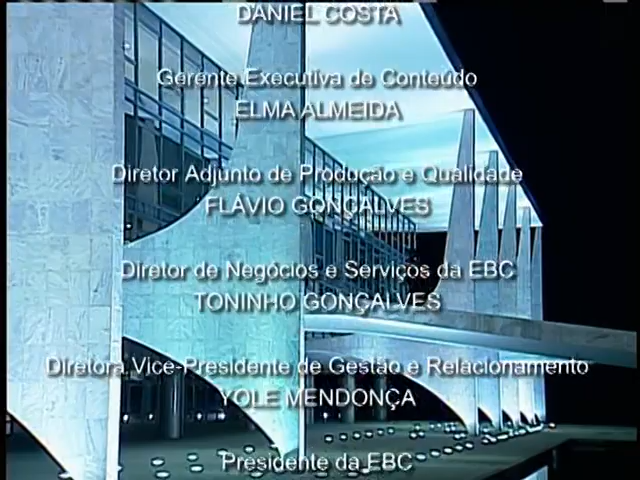 DANIEL COSTA
Gerente Executiva de Conteúdo
ELMA ALMEIDA
Diretor Adjunto de Produção e Qualidade
FLÁVIO GONÇALVES
Diretor de Negócios e Serviços da EBC
TONINHO GONÇALVES
Diretora Vice-Presidente de Gestão e Relacionamento
YOLE MENDONÇA
Presidente da EBC